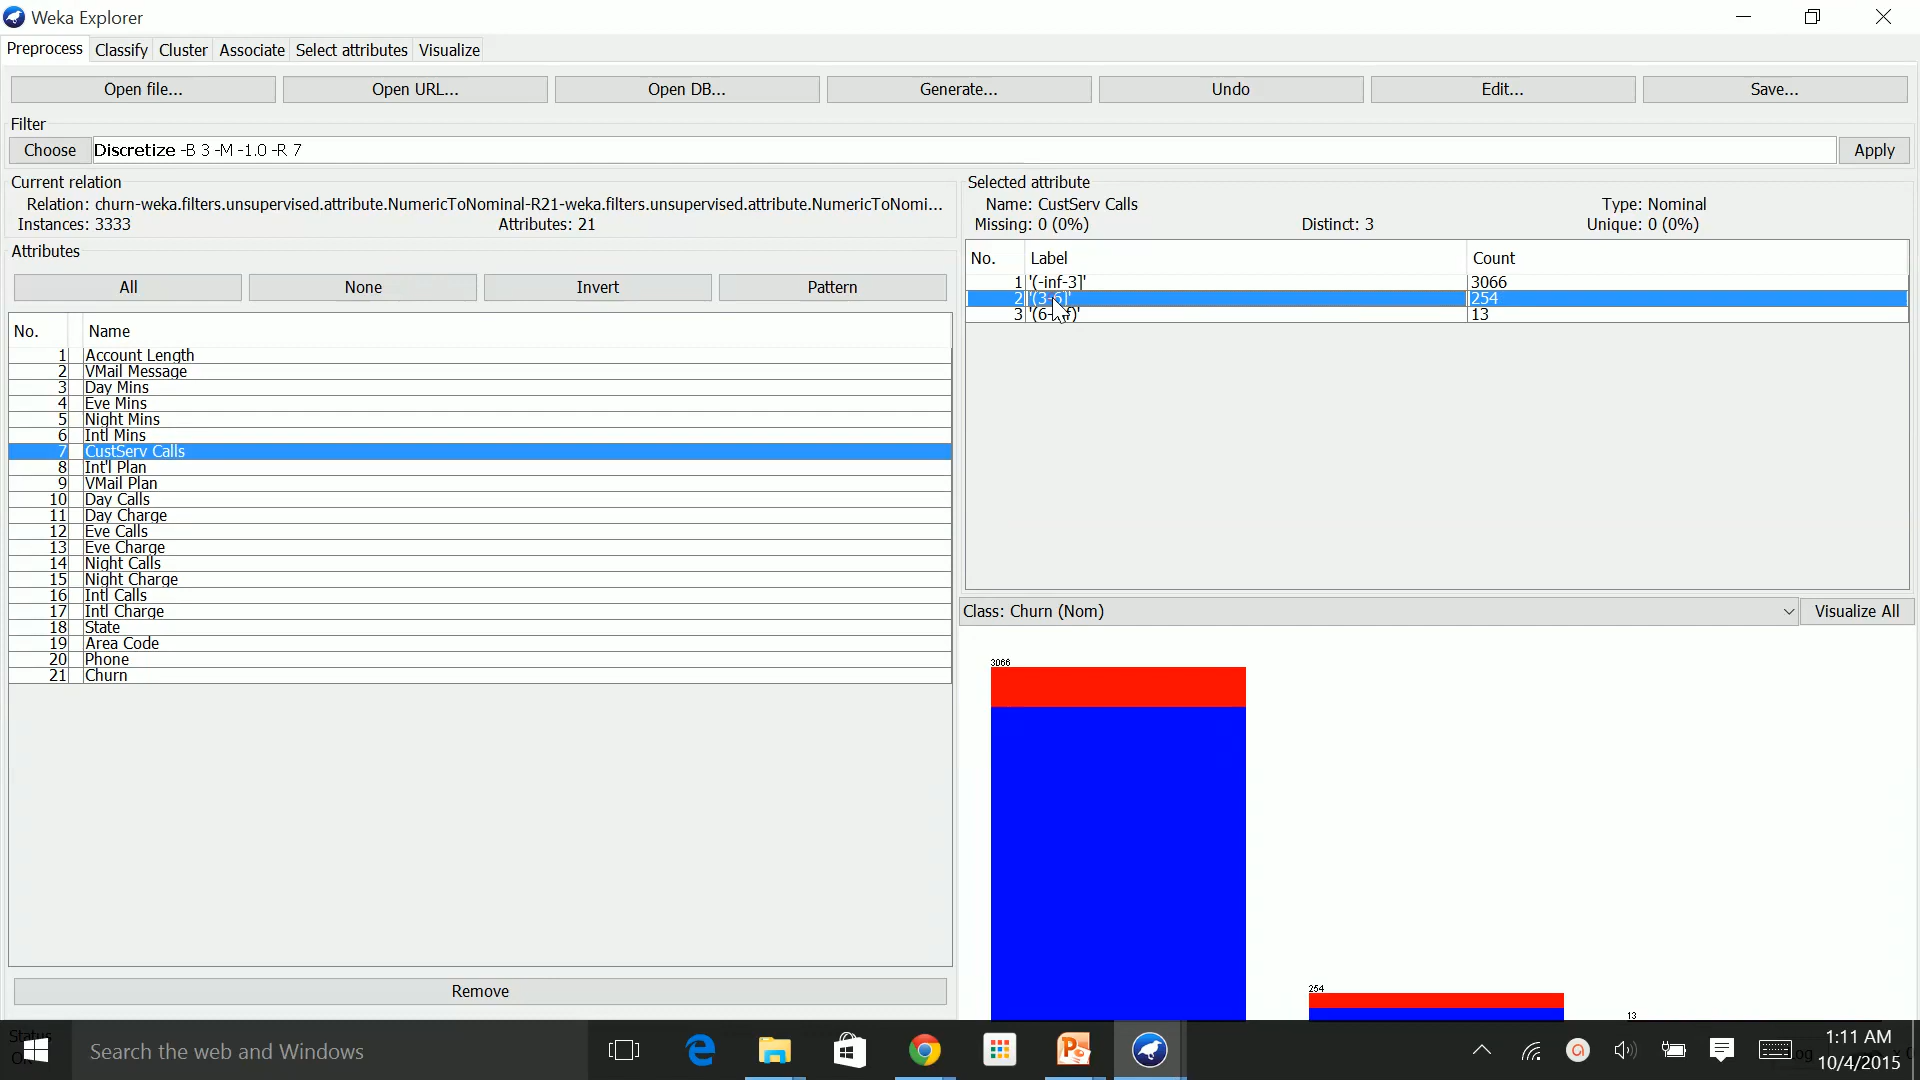 Weka Explorer
Preprocess Classify Cluster Associate Select attributes Visualize
Open file... Open URL... Open DB... Generate... Undo Edit... Save...
Filter
Choose Discretize -B 3 -M -1.0 -R 7 Apply
Current relation
Relation: churn-weka.filters.unsupervised.attribute.NumericToNominal-R21-weka.filters.unsupervised.attribute.NumericToNomi...
Instances: 3333 Attributes: 21
Attributes
All None Invert Pattern
No. Name
1 Account Length
2 VMail Message
3 Day Mins
4 Eve Mins
5 Night Mins
6 Intl Mins
7 CustServ Calls
8 Int'l Plan
9 VMail Plan
10 Day Calls
11 Day Charge
12 Eve Calls
13 Eve Charge
14 Night Calls
15 Night Charge
16 Intl Calls
17 Intl Charge
18 State
19 Area Code
20 Phone
21 Churn
Remove
Selected attribute
Name: CustServ Calls Type: Nominal
Missing: 0 (0%) Distinct: 3 Unique: 0 (0%)
No. Label Count
1 '(-inf-3]' 3066
2 '(3-6]' 254
3 13
Class: Churn (Nom) Visualize All
3066
254
13
Status
Search the web and Windows
1:11 AM
10/4/2015